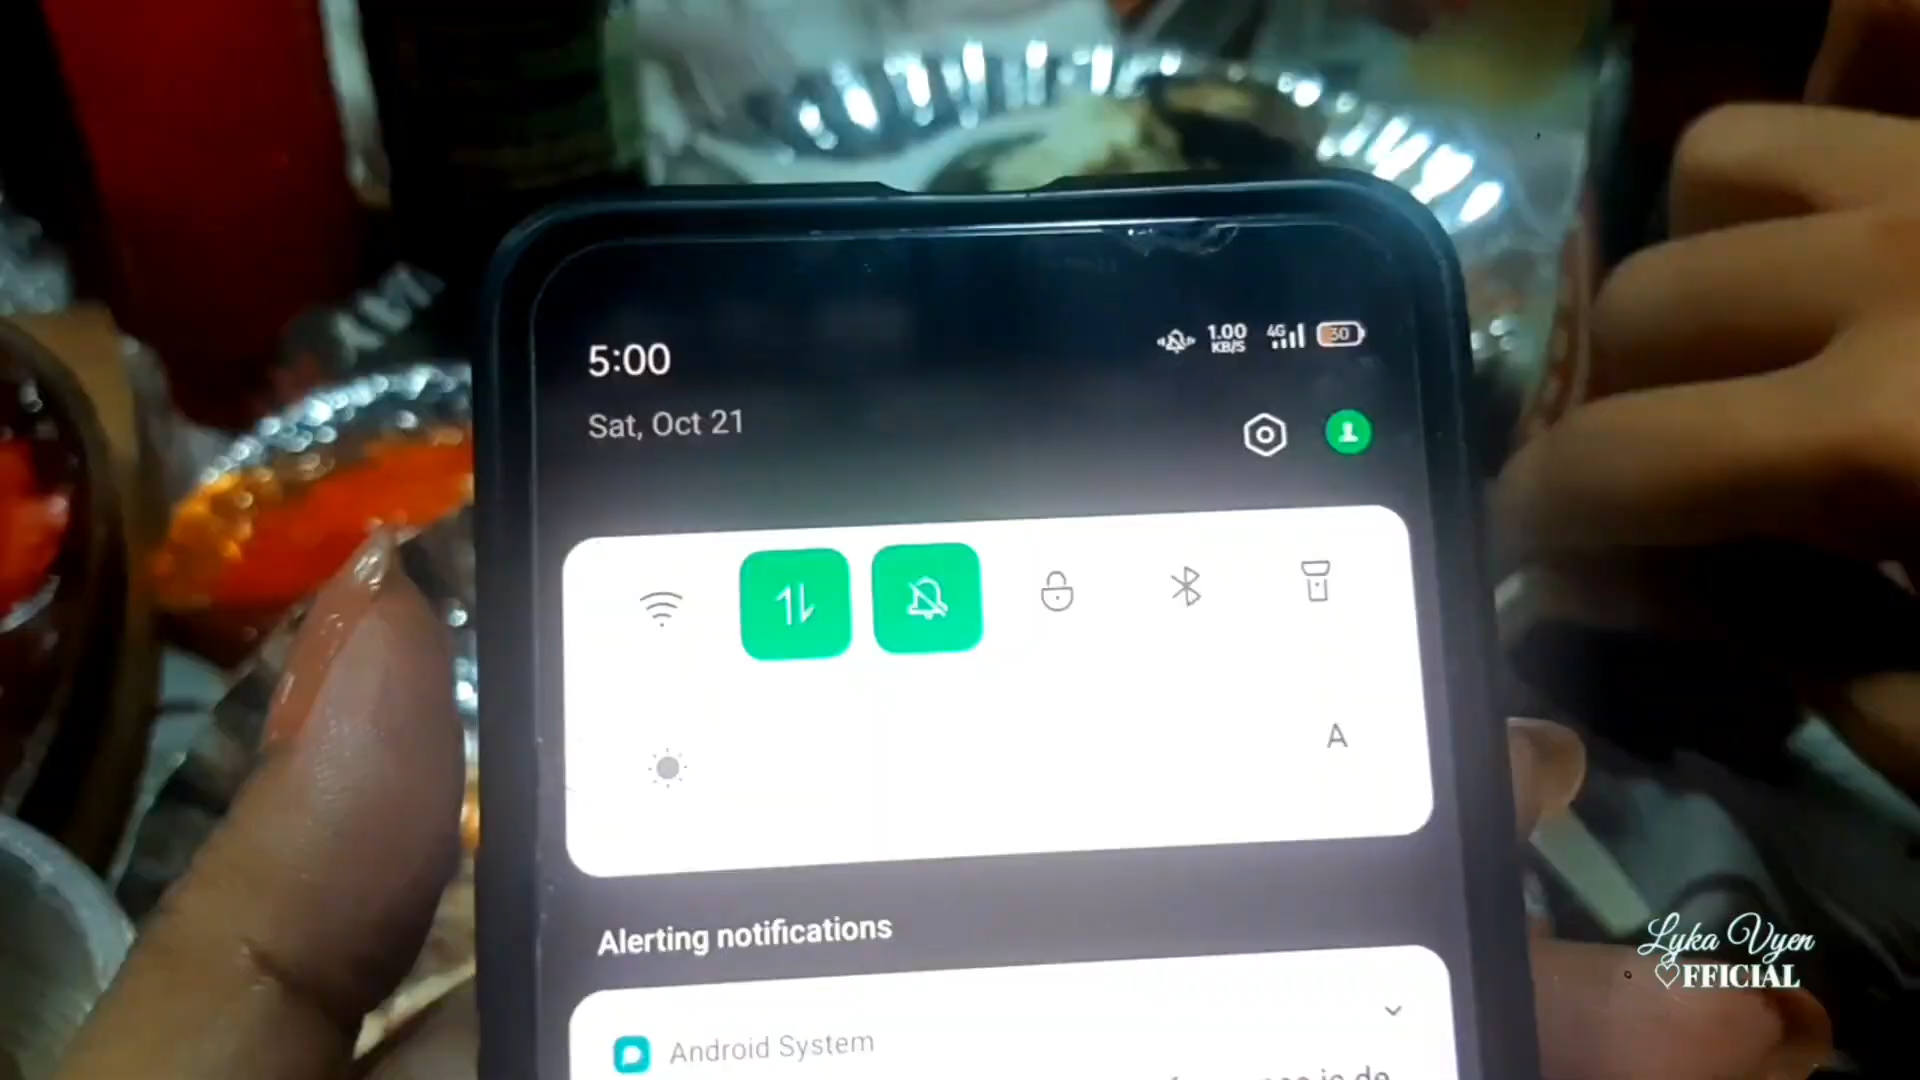 5:00
1.00
KB/S
4G
30
Sat, Oct 21
A
Alerting notifications
Android System
Lyka Vyen
♡FFICIAL